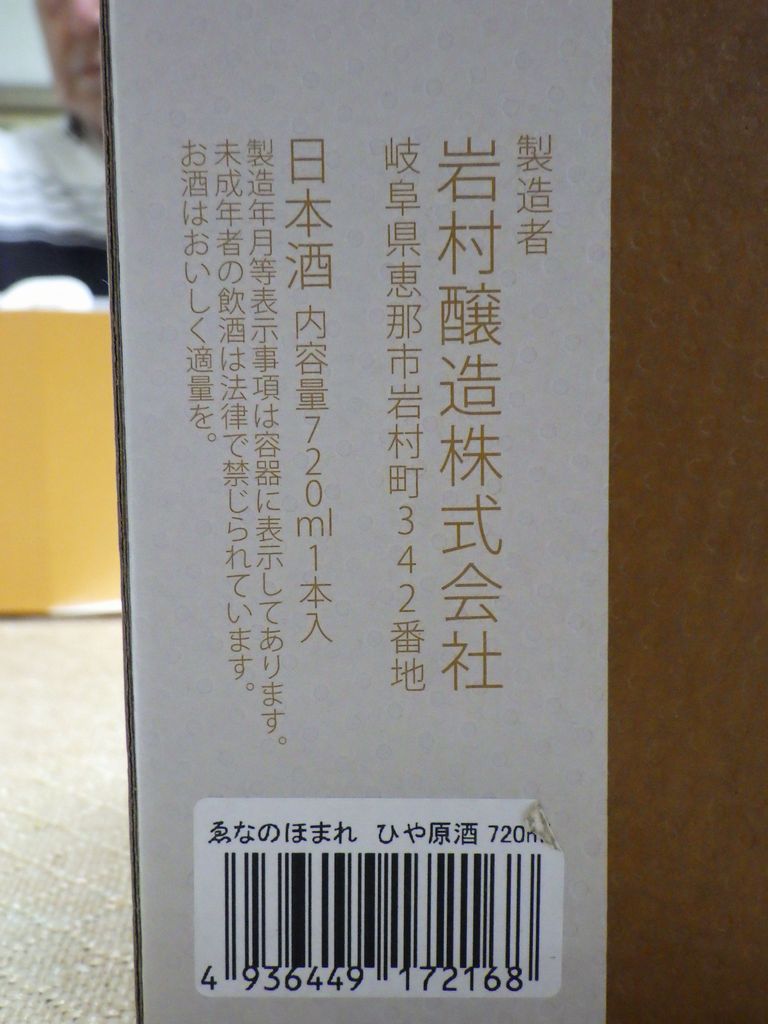 製造者
岩村醸造株式会社
岐阜県恵那市岩村町342番地
日本酒 内容量720ml 1本入
製造年月等表示事項は容器に表示してあります。
未成年者の飲酒は法律で禁じられています。
お酒はおいしく適量を。
ゑなのほまれ ひや原酒 720m
4 936449 172168